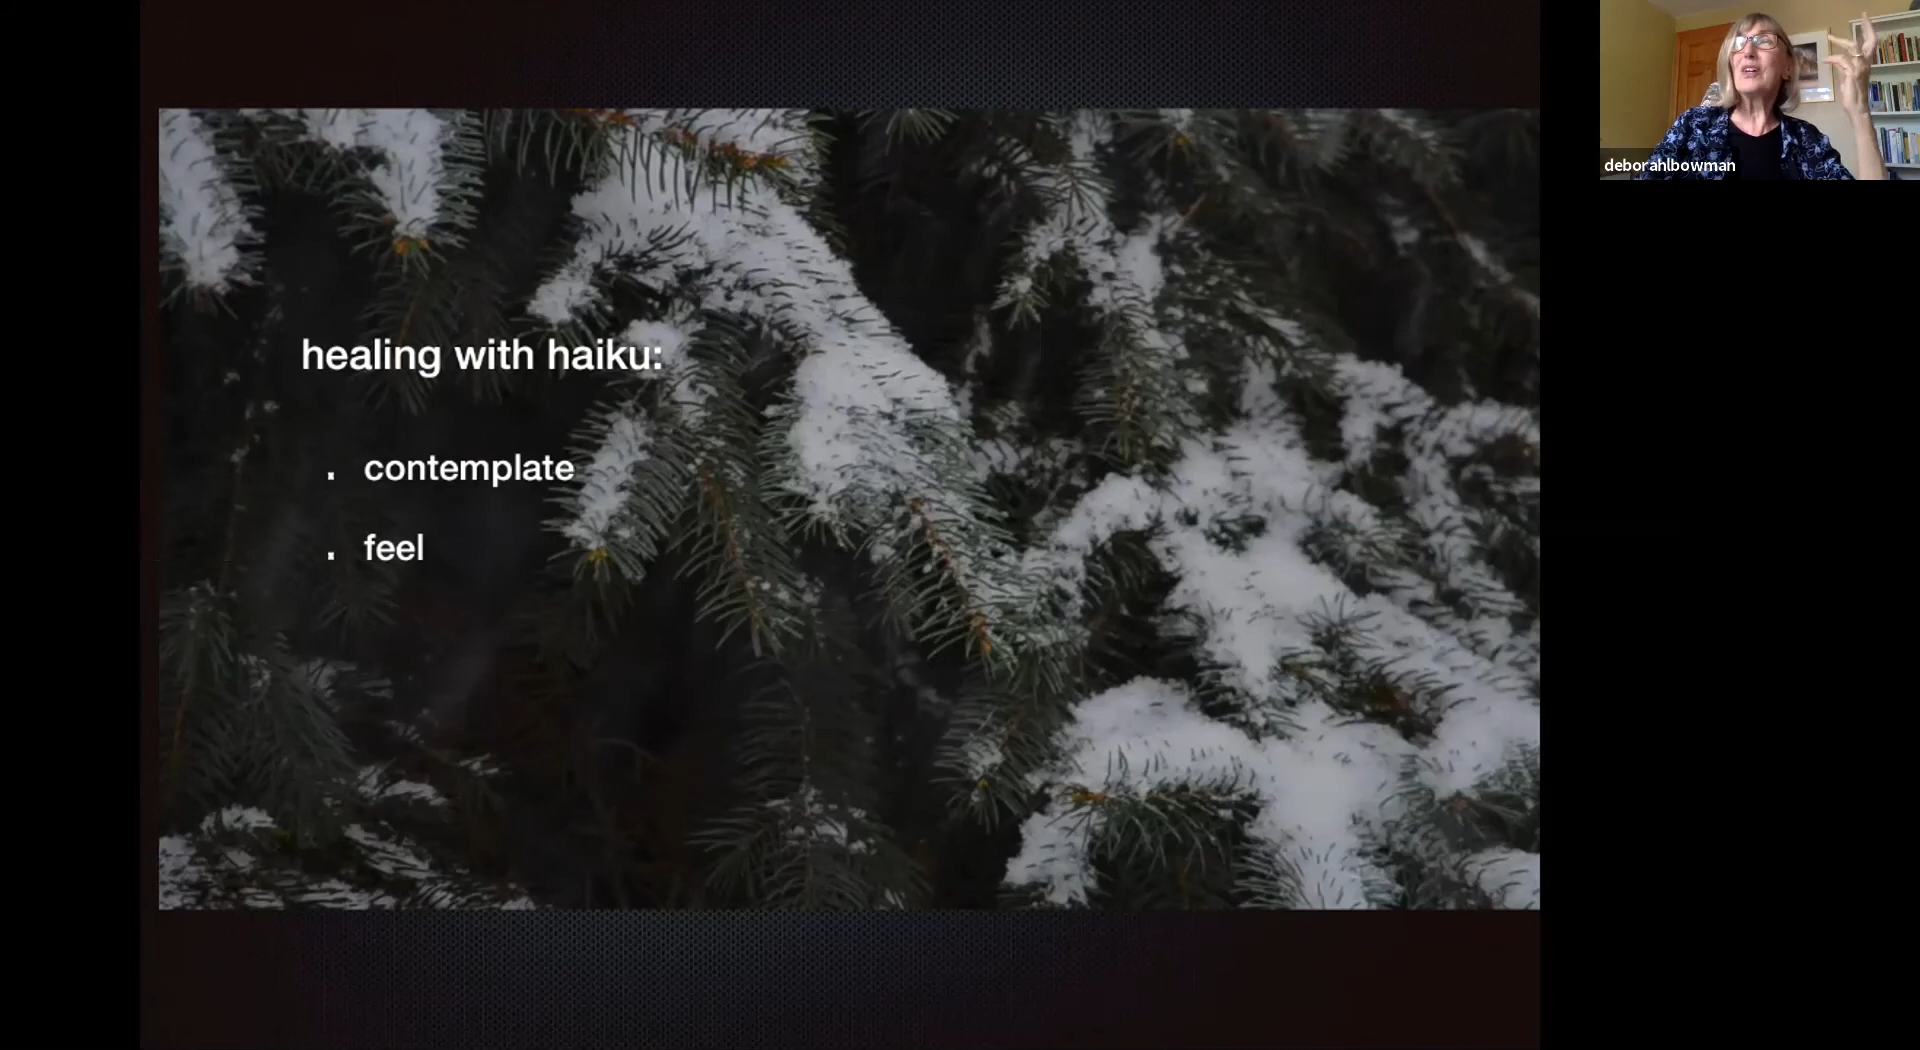 healing with haiku:
. contemplate
. feel
deborahlbowman